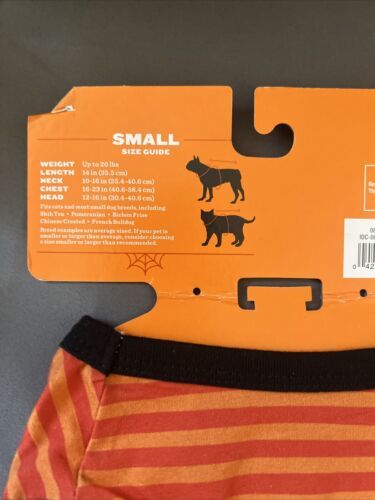 SMALL
SIZE GUIDE
WEIGHT Up to 20 lbs
LENGTH 14 in (35.5 cm)
NECK 10-16 in (25.4-40.6 cm)
CHEST 16-23 in (40.6-58.4 cm)
HEAD 12-16 in (30.4-40.6 cm)
Fits cats and most small dog breeds, including
Shih Tzu • Pomeranian • Bichon Frise
Chinese Crested • French Bulldog
Breed examples are average sized. If your pet is
smaller or larger than average, consider choosing
a size smaller or larger than recommended.
Re
0 42